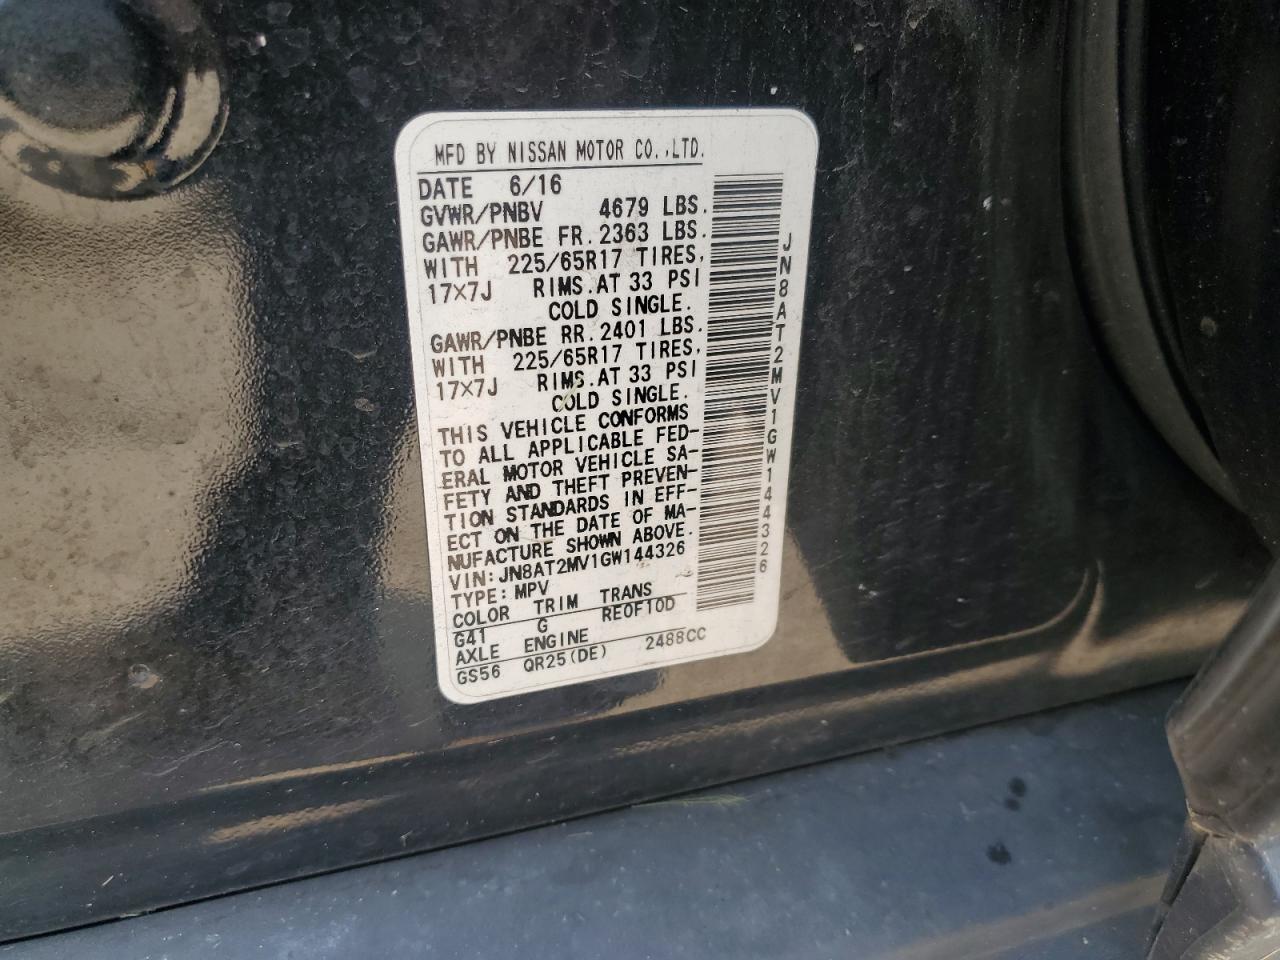 MFD BY NISSAN MOTOR CO.,LTD.
DATE 6/16
GVWR/PNBV 4679 LBS.
GAWR/PNBE FR. 2363 LBS.
WITH 225/65R17 TIRES,
17×7J RIMS. AT 33 PSI
COLD SINGLE.
GAWR/PNBE RR. 2401 LBS.
WITH 225/65R17 TIRES,
17×7J RIMS. AT 33 PSI
COLD SINGLE.
THIS VEHICLE CONFORMS
TO ALL APPLICABLE FED-
ERAL MOTOR VEHICLE SA-
FETY AND THEFT PREVEN-
TION STANDARDS IN EFF-
ECT ON THE DATE OF MA-
NUFACTURE SHOWN ABOVE.
VIN: JN8AT2MV1GW144326
TYPE: MPV
COLOR TRIM TRANS
G41 G RE0F10D
AXLE ENGINE
GS56 QR25(DE) 2488CC
JN8AT2MV1GW144326